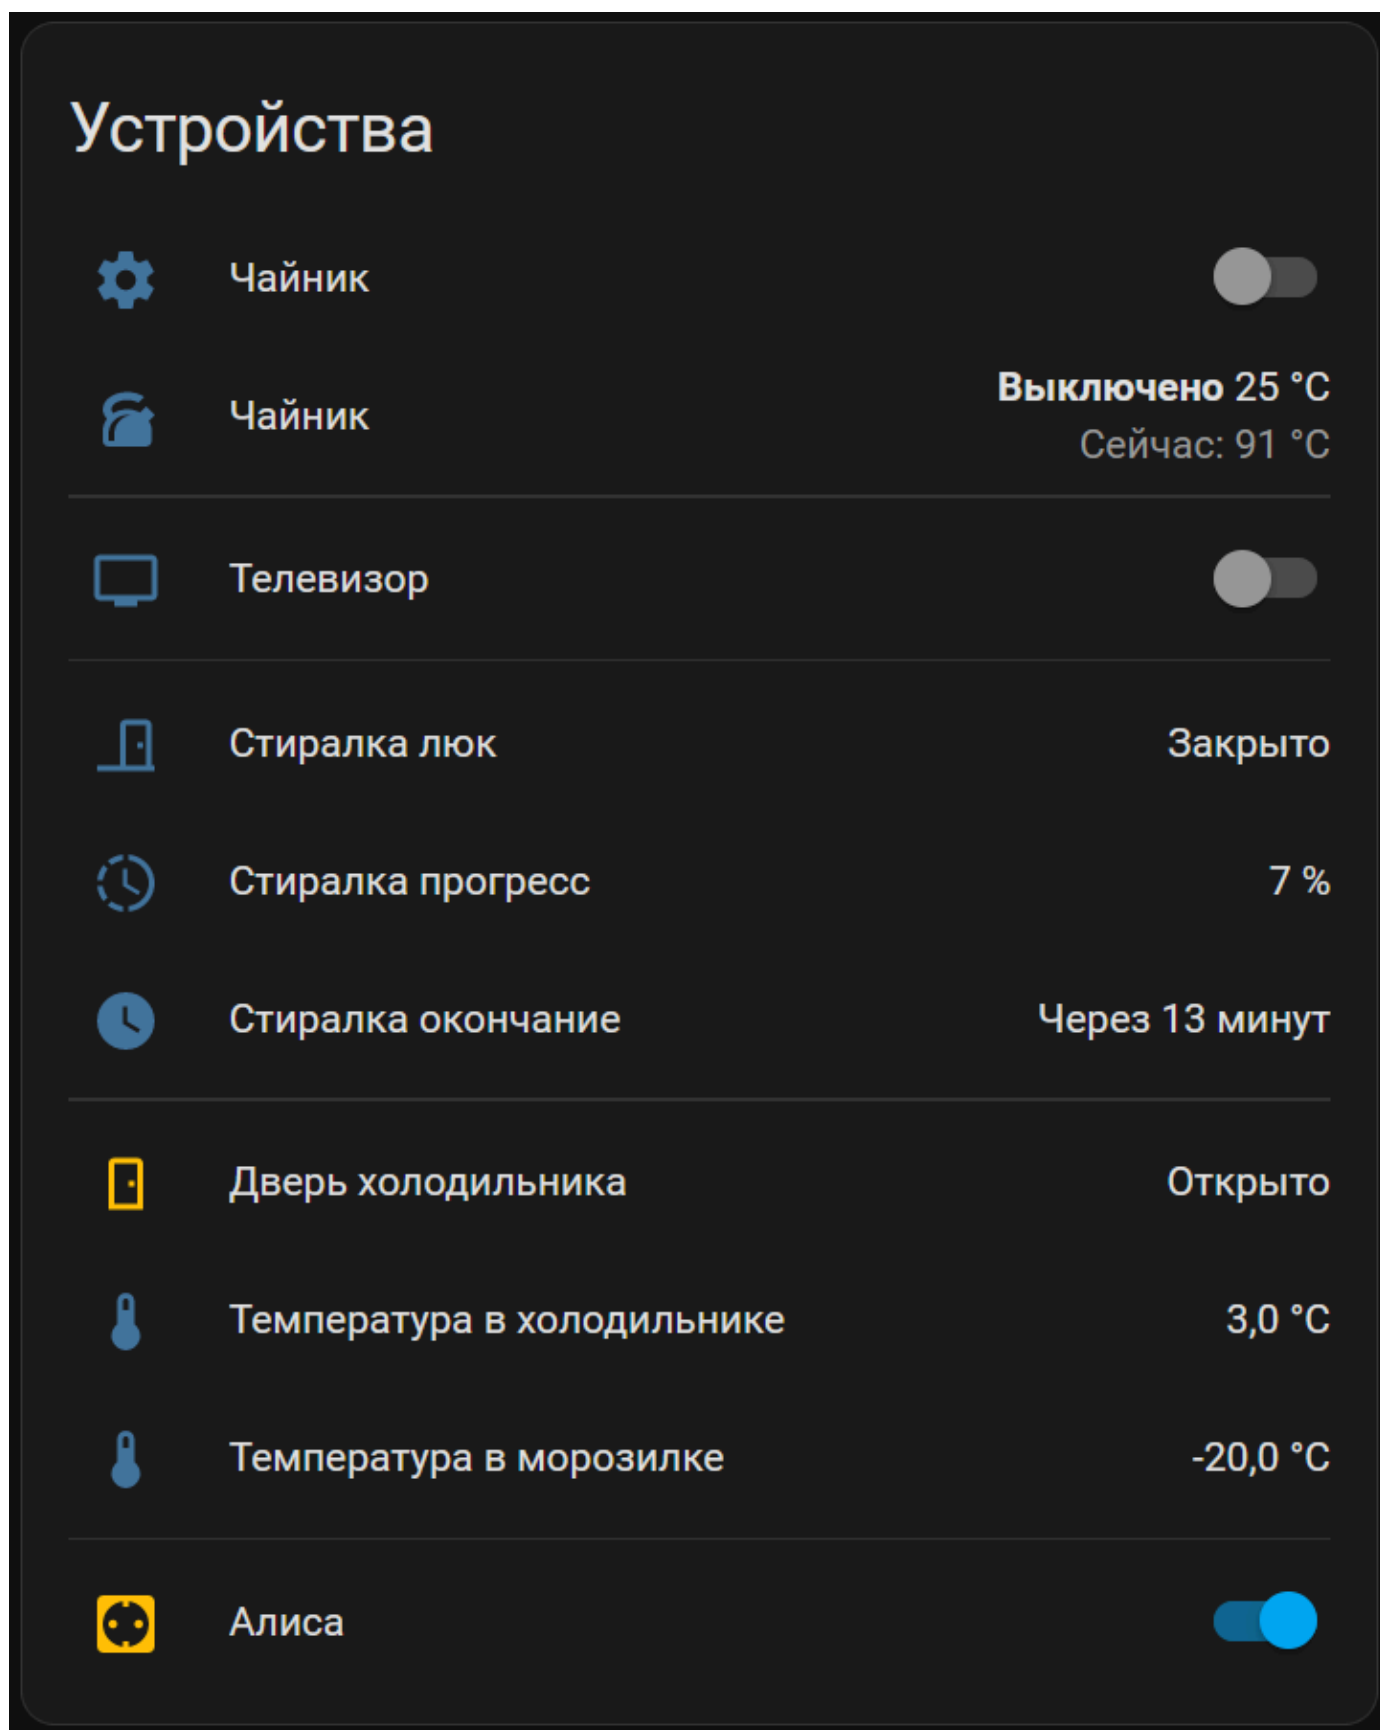 Устройства
Чайник
Чайник
Выключено 25 °C
Сейчас: 91 °C
Телевизор
Стиралка люк
Закрыто
Стиралка прогресс
7 %
Стиралка окончание
Через 13 минут
Дверь холодильника
Открыто
Температура в холодильнике
3,0 °C
Температура в морозилке
-20,0 °C
Алиса